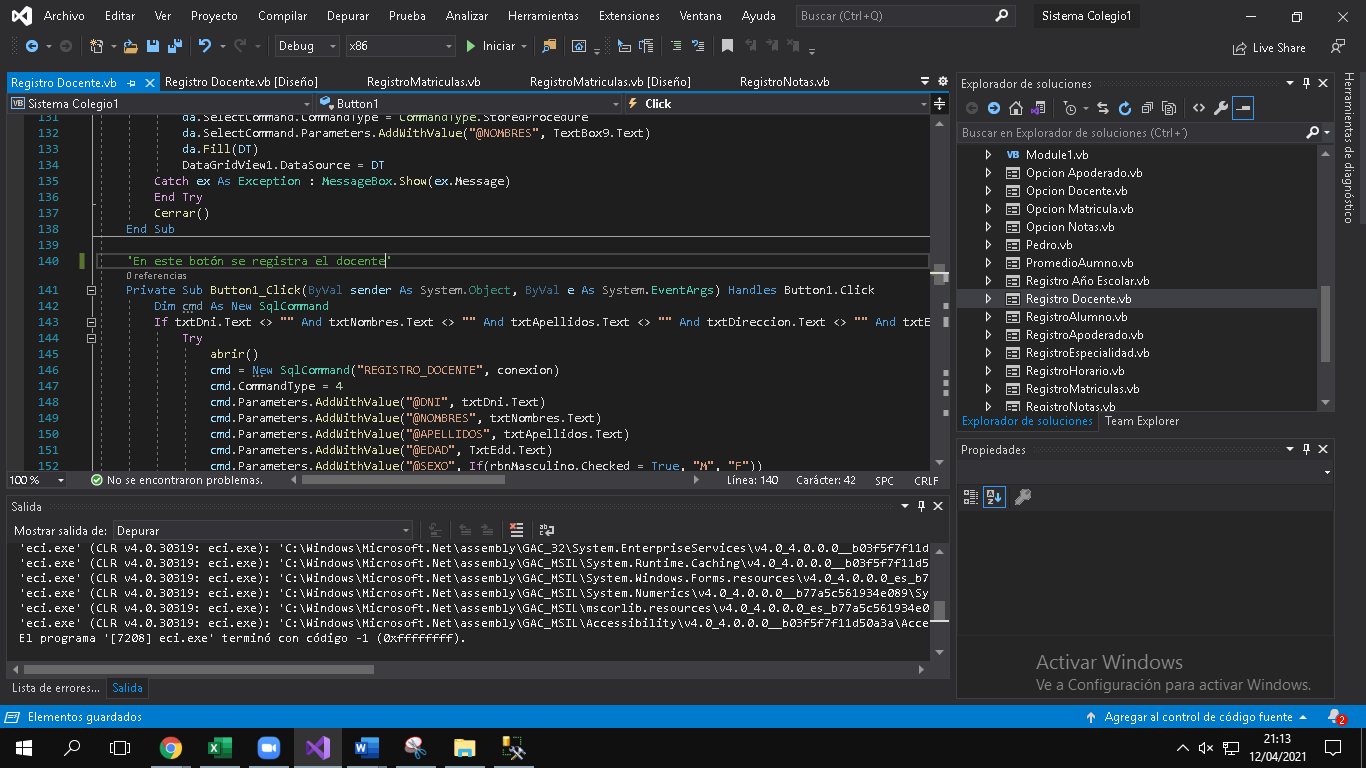 Archivo Editar Ver Proyecto Compilar Depurar Prueba Analizar Herramientas Extensiones Ventana Ayuda Buscar (Ctrl+Q) Sistema Colegio1
Debug x86 Iniciar Live Share
Registro Docente.vb Registro Docente.vb [Diseño] RegistroMatriculas.vb RegistroMatriculas.vb [Diseño] RegistroNotas.vb
Sistema Colegio1 Button1 Click
131 da.SelectCommand.CommandType = CommandType.StoredProcedure
132 da.SelectCommand.Parameters.AddWithValue("@NOMBRES", TextBox9.Text)
133 da.Fill(DT)
134 DataGridView1.DataSource = DT
135 Catch ex As Exception : MessageBox.Show(ex.Message)
136 End Try
137 Cerrar()
138 End Sub
139
140 'En este botón se registra el docente'
0 referencias
141 Private Sub Button1_Click(ByVal sender As System.Object, ByVal e As System.EventArgs) Handles Button1.Click
142 Dim cmd As New SqlCommand
143 If txtDni.Text <> "" And txtNombres.Text <> "" And txtApellidos.Text <> "" And txtDireccion.Text <> "" And txtE
144 Try
145 abrir()
146 cmd = New SqlCommand("REGISTRO_DOCENTE", conexion)
147 cmd.CommandType = 4
148 cmd.Parameters.AddWithValue("@DNI", txtDni.Text)
149 cmd.Parameters.AddWithValue("@NOMBRES", txtNombres.Text)
150 cmd.Parameters.AddWithValue("@APELLIDOS", txtApellidos.Text)
151 cmd.Parameters.AddWithValue("@EDAD", TxtEdd.Text)
152 cmd.Parameters.AddWithValue("@SEXO", If(rbnMasculino.Checked = True, "M", "F"))
100 % No se encontraron problemas. Línea: 140 Carácter: 42 SPC CRLF
Salida
Mostrar salida de: Depurar
'eci.exe' (CLR v4.0.30319: eci.exe): 'C:\Windows\Microsoft.Net\assembly\GAC_32\System.EnterpriseServices\v4.0_4.0.0.0__b03f5f7f11d
'eci.exe' (CLR v4.0.30319: eci.exe): 'C:\Windows\Microsoft.Net\assembly\GAC_MSIL\System.Runtime.Caching\v4.0_4.0.0.0__b03f5f7f11d5
'eci.exe' (CLR v4.0.30319: eci.exe): 'C:\Windows\Microsoft.Net\assembly\GAC_MSIL\System.Windows.Forms.resources\v4.0_4.0.0.0_es_b7
'eci.exe' (CLR v4.0.30319: eci.exe): 'C:\Windows\Microsoft.Net\assembly\GAC_MSIL\System.Numerics\v4.0_4.0.0.0__b77a5c561934e089\Sy
'eci.exe' (CLR v4.0.30319: eci.exe): 'C:\Windows\Microsoft.Net\assembly\GAC_MSIL\mscorlib.resources\v4.0_4.0.0.0_es_b77a5c561934e0
'eci.exe' (CLR v4.0.30319: eci.exe): 'C:\Windows\Microsoft.Net\assembly\GAC_MSIL\Accessibility\v4.0_4.0.0.0__b03f5f7f11d50a3a\Acce
El programa '[7208] eci.exe' terminó con código -1 (0xffffffff).
Lista de errores... Salida
Explorador de soluciones
Buscar en Explorador de soluciones (Ctrl+´)
VB Module1.vb
Opcion Apoderado.vb
Opcion Docente.vb
Opcion Matricula.vb
Opcion Notas.vb
Pedro.vb
PromedioAumno.vb
Registro Año Escolar.vb
Registro Docente.vb
RegistroAlumno.vb
RegistroApoderado.vb
RegistroEspecialidad.vb
RegistroHorario.vb
RegistroMatriculas.vb
RegistroNotas.vb
Explorador de soluciones Team Explorer
Propiedades
Herramientas de diagnóstico
Activar Windows
Ve a Configuración para activar Windows.
Elementos guardados Agregar al control de código fuente 2
21:13
12/04/2021